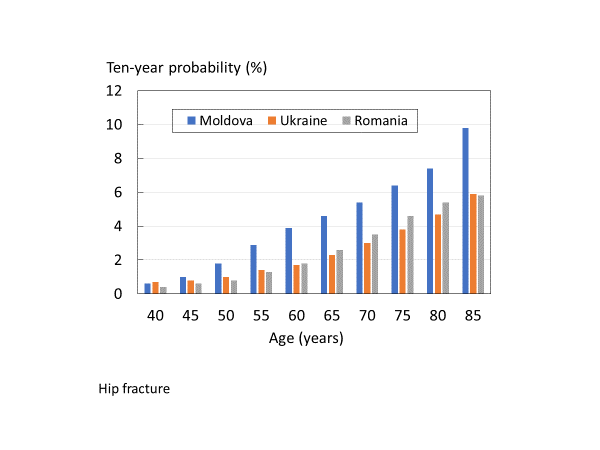 Ten-year probability (%)
12
10
8
6
4
2
0
Moldova Ukraine Romania
40 45 50 55 60 65 70 75 80 85
Age (years)
Hip fracture